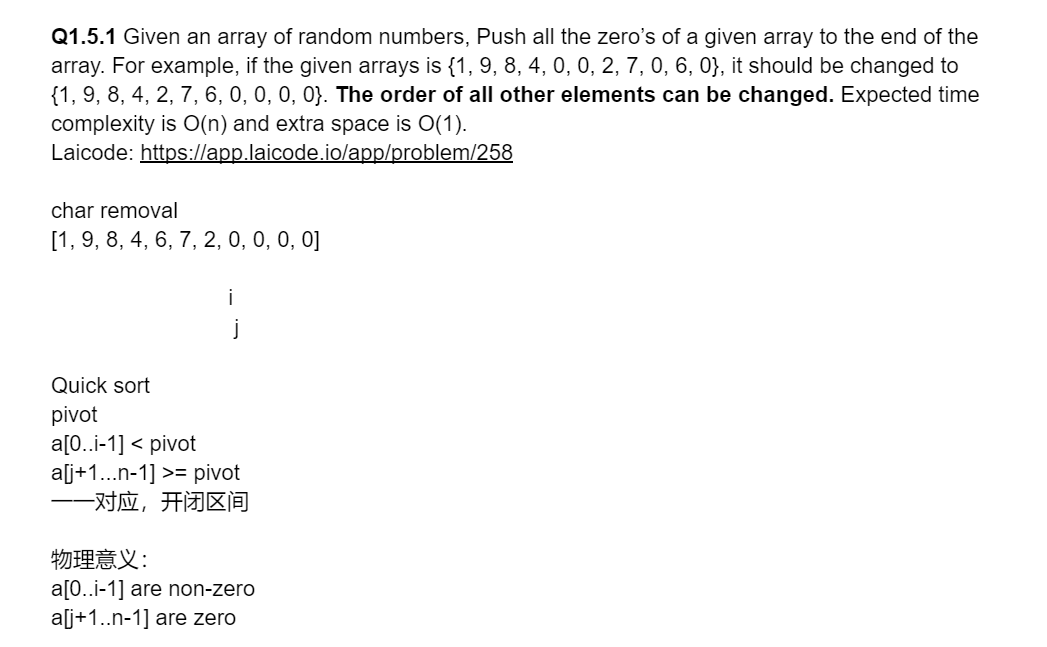 Q1.5.1 Given an array of random numbers, Push all the zero’s of a given array to the end of the
array. For example, if the given arrays is {1, 9, 8, 4, 0, 0, 2, 7, 0, 6, 0}, it should be changed to
{1, 9, 8, 4, 2, 7, 6, 0, 0, 0, 0}. The order of all other elements can be changed. Expected time
complexity is O(n) and extra space is O(1).
Laicode: https://app.laicode.io/app/problem/258
char removal
[1, 9, 8, 4, 6, 7, 2, 0, 0, 0, 0]
i
j
Quick sort
pivot
a[0..i-1] < pivot
a[j+1...n-1] >= pivot
一一对应，开闭区间
物理意义：
a[0..i-1] are non-zero
a[j+1..n-1] are zero